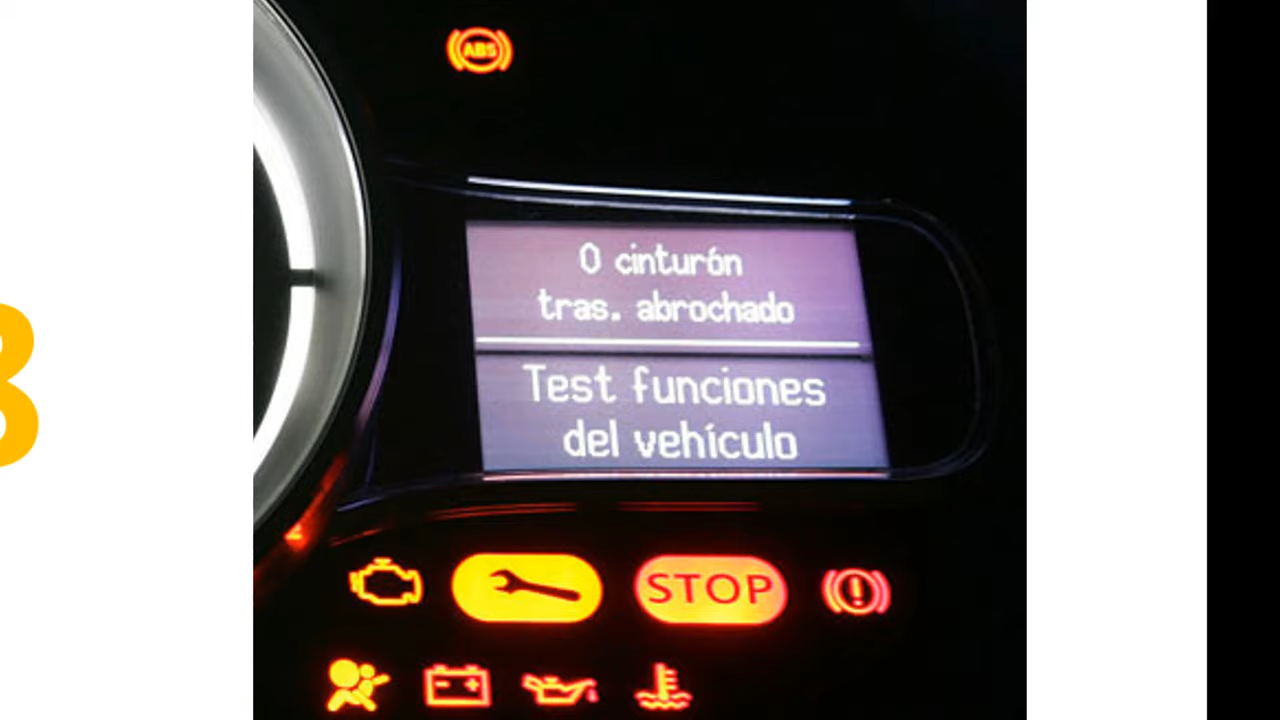 ABS
0 cinturón
tras. abrochado
Test funciones
del vehículo
STOP